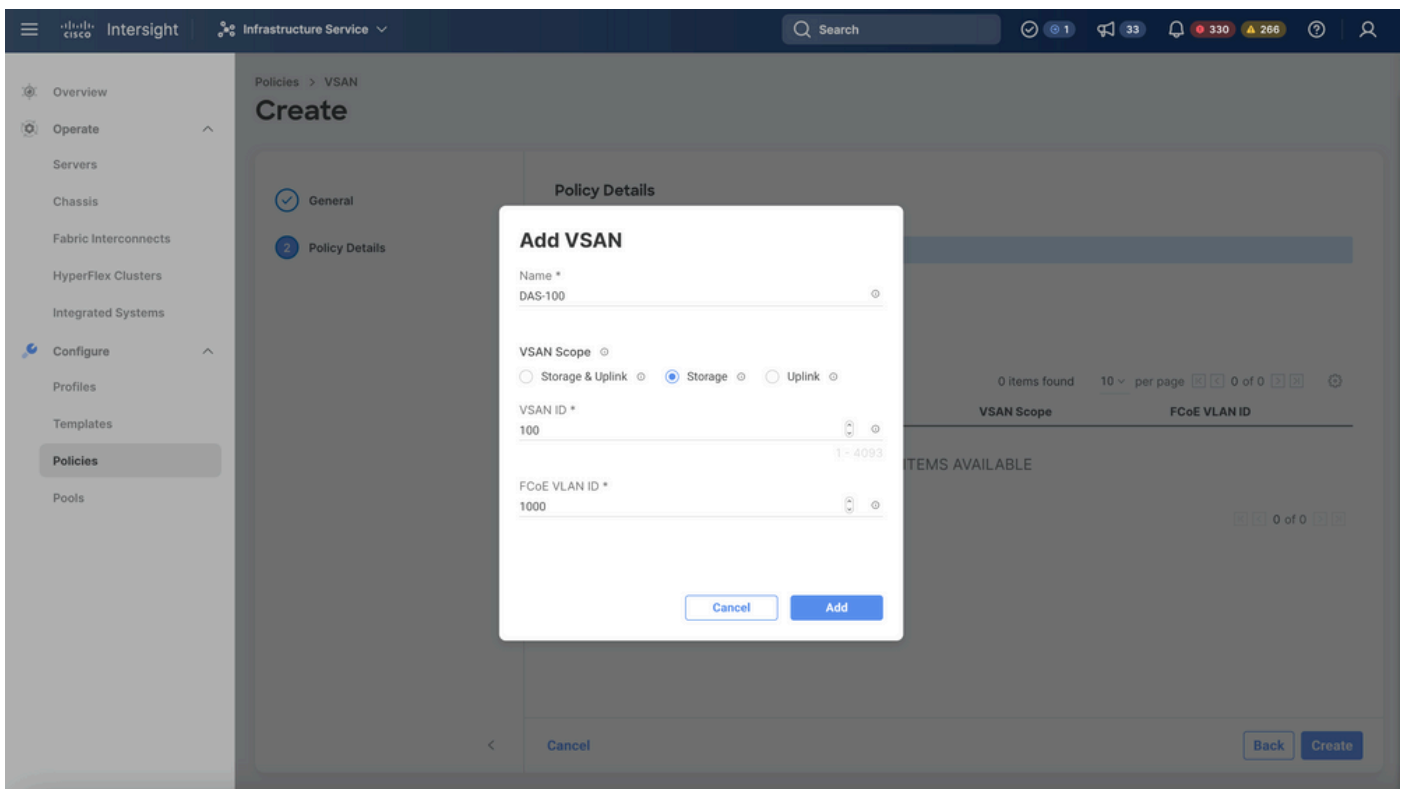 cisco Intersight Infrastructure Service Search 1 33 330 266
Overview
Operate
Servers
Chassis
Fabric Interconnects
HyperFlex Clusters
Integrated Systems
Configure
Profiles
Templates
Policies
Pools
Policies > VSAN
Create
General
2 Policy Details
Policy Details
0 items found 10 per page 0 of 0
VSAN Scope FCoE VLAN ID
ITEMS AVAILABLE
0 of 0
Add VSAN
Name *
DAS-100
VSAN Scope
Storage & Uplink Storage Uplink
VSAN ID *
100
1 - 4093
FCoE VLAN ID *
1000
Cancel Add
Cancel Back Create